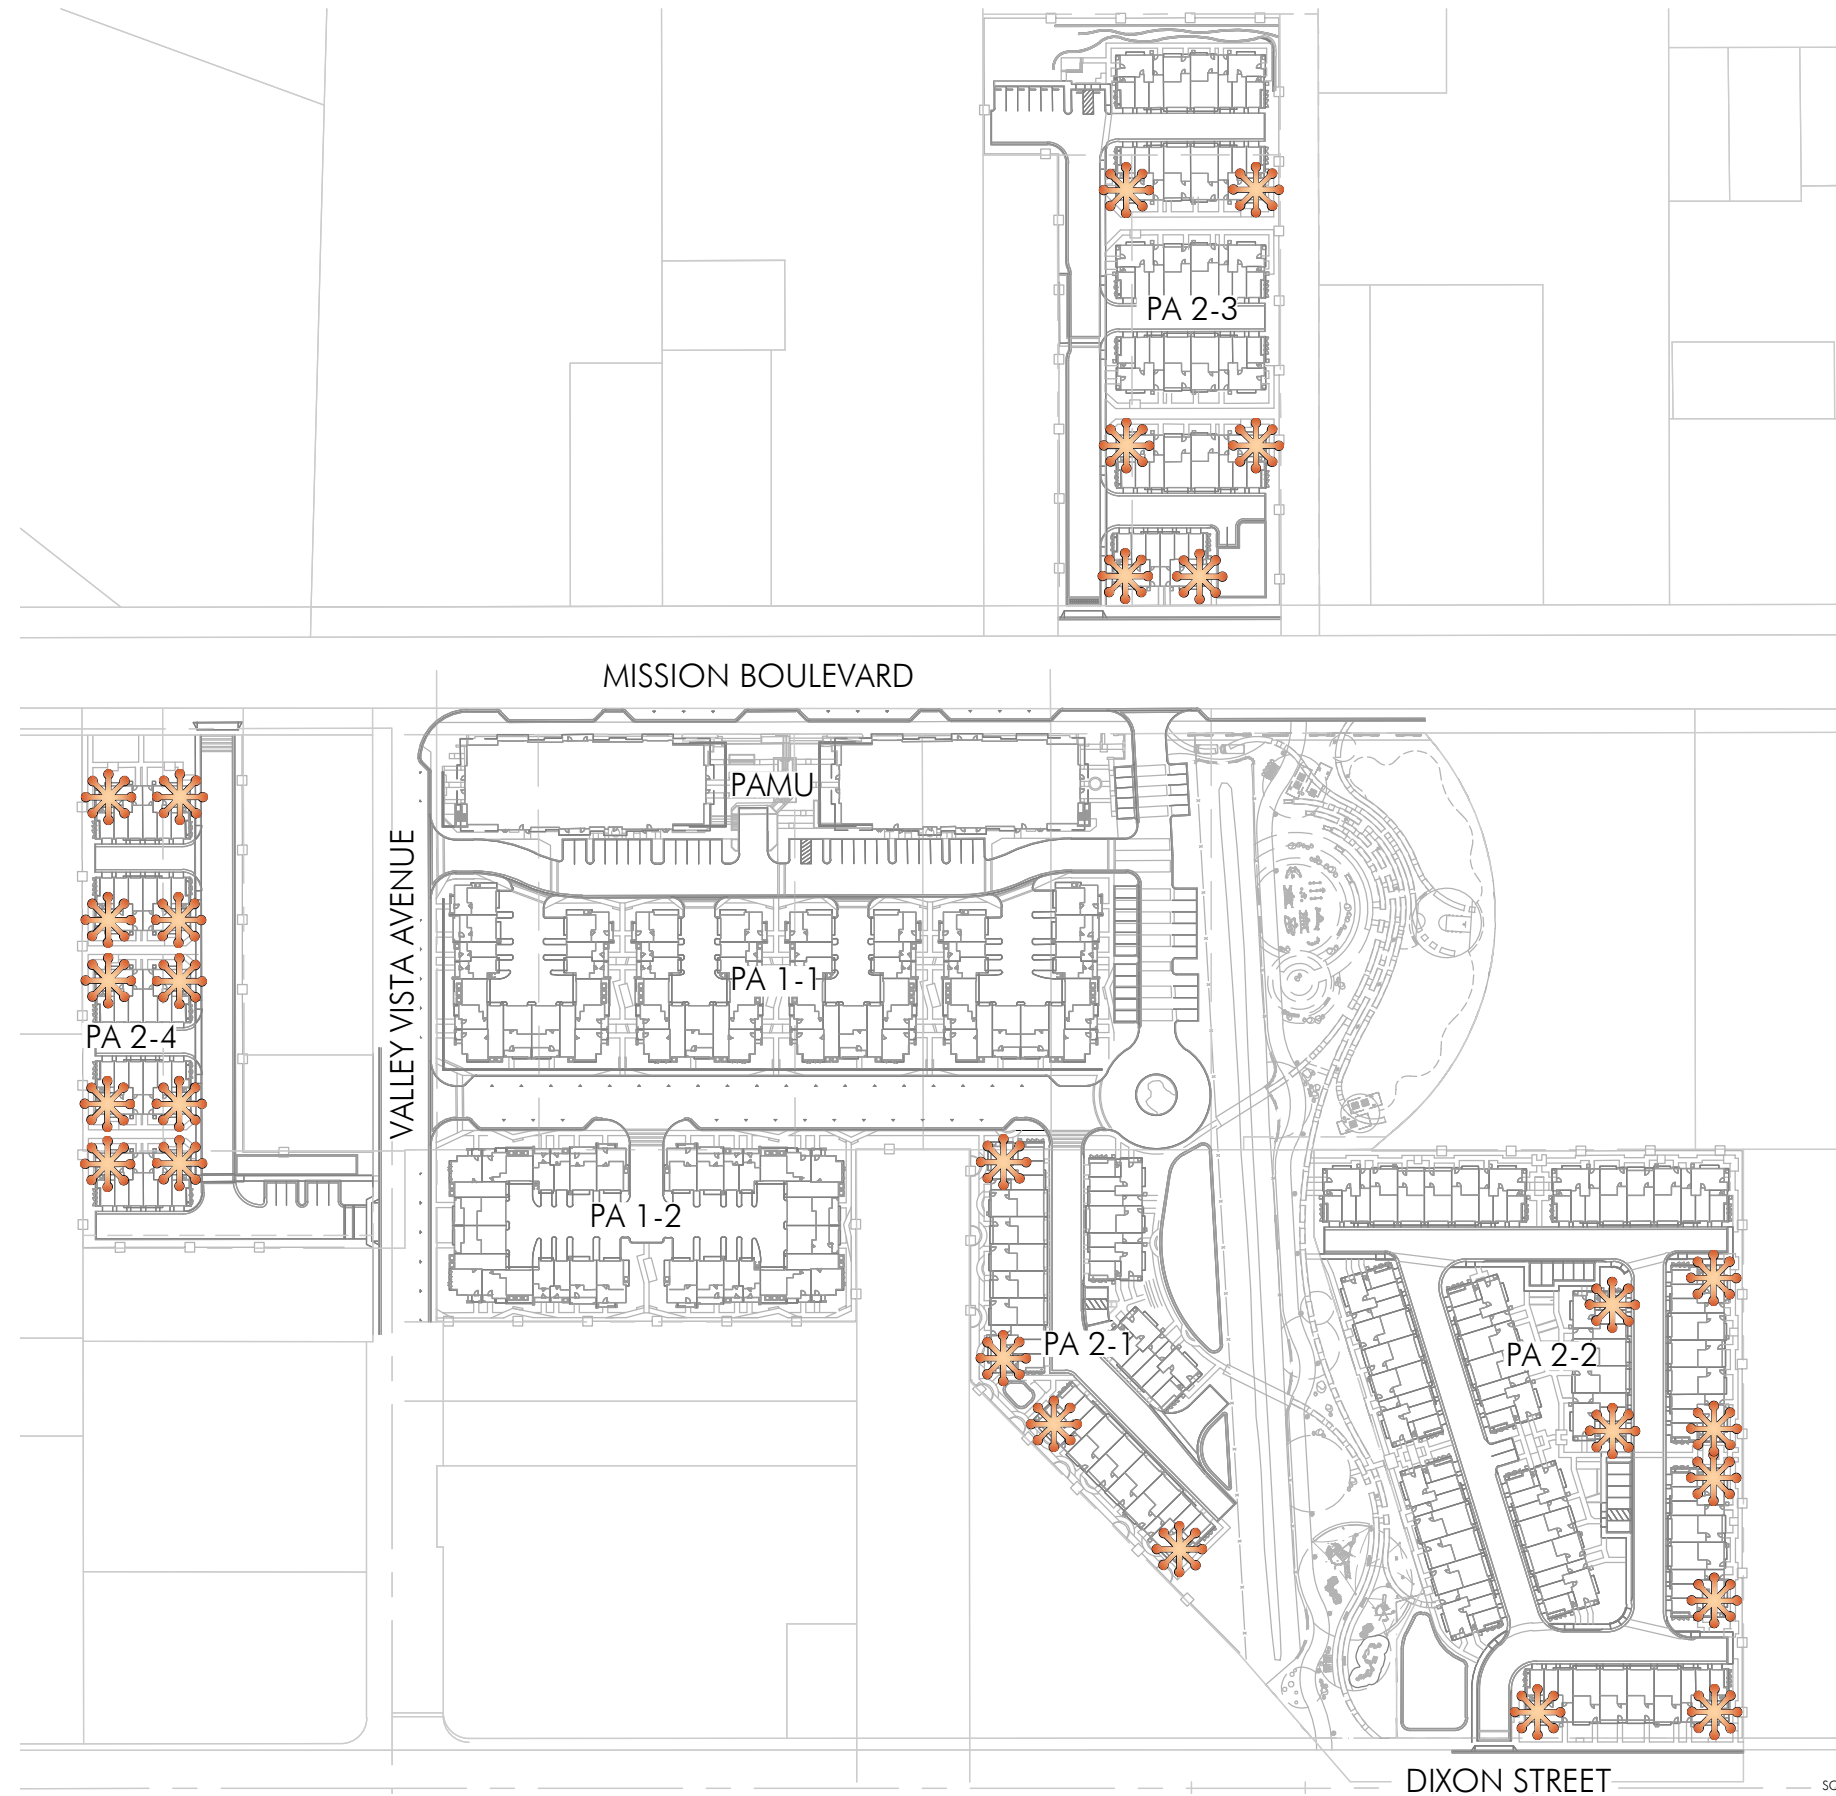 PA 2-3
MISSION BOULEVARD
PAMU
VALLEY VISTA AVENUE
PA 1-1
PA 2-4
PA 1-2
PA 2-1
PA 2-2
DIXON STREET
SC